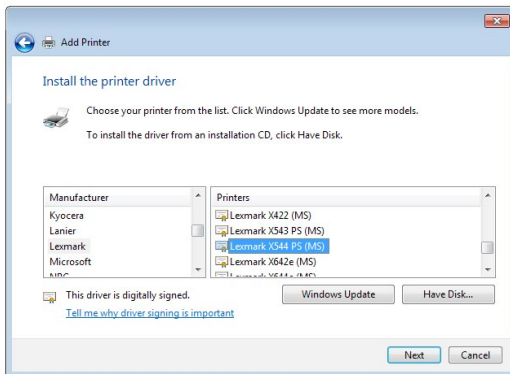 Add Printer
Install the printer driver
Choose your printer from the list. Click Windows Update to see more models.
To install the driver from an installation CD, click Have Disk.
Manufacturer
Kyocera
Lanier
Lexmark
Microsoft
Printers
Lexmark X422 (MS)
Lexmark X543 PS (MS)
Lexmark X544 PS (MS)
Lexmark X642e (MS)
This driver is digitally signed.
Tell me why driver signing is important
Windows Update
Have Disk...
Next
Cancel